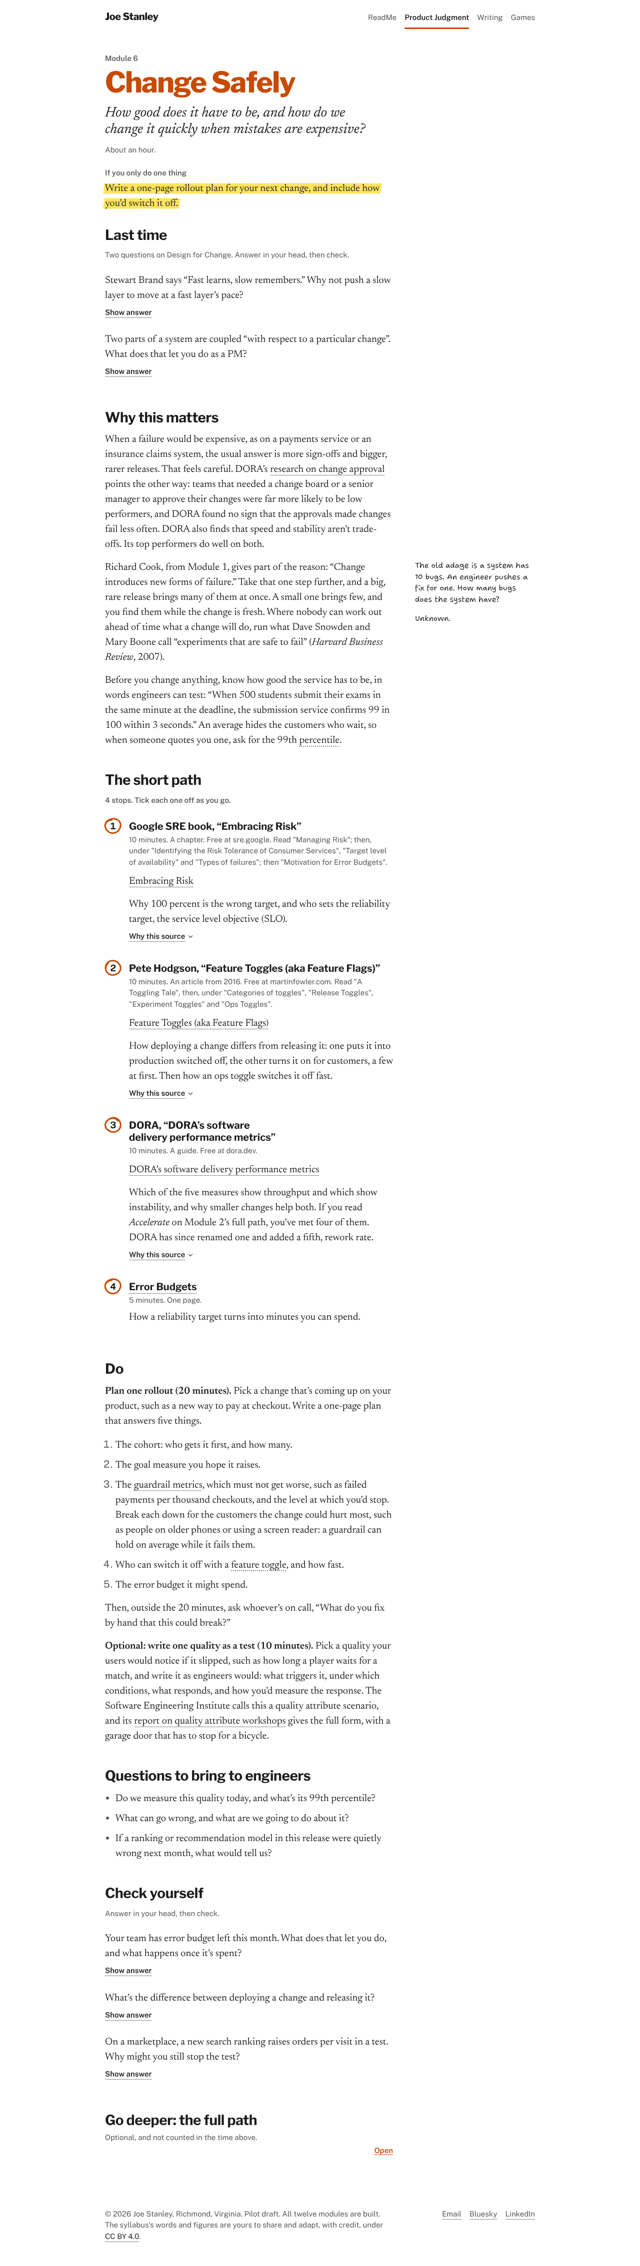 Joe Stanley
ReadMe Product Judgment Writing Games
Module 6
Change Safely
How good does it have to be, and how do we
change it quickly when mistakes are expensive?
About an hour.
If you only do one thing
Write a one-page rollout plan for your next change, and include how
you’d switch it off.
Last time
Two questions on Design for Change. Answer in your head, then check.
Stewart Brand says “Fast learns, slow remembers.” Why not push a slow
layer to move at a fast layer’s pace?
Show answer
Two parts of a system are coupled “with respect to a particular change”.
What does that let you do as a PM?
Show answer
Why this matters
When a failure would be expensive, as on a payments service or an
insurance claims system, the usual answer is more sign-offs and bigger,
rarer releases. That feels careful. DORA’s research on change approval
points the other way: teams that needed a change board or a senior
manager to approve their changes were far more likely to be low
performers, and DORA found no sign that the approvals made changes
fail less often. DORA also finds that speed and stability aren’t trade-
offs. Its top performers do well on both.
Richard Cook, from Module 1, gives part of the reason: “Change
introduces new forms of failure.” Take that one step further, and a big,
rare release brings many of them at once. A small one brings few, and
you find them while the change is fresh. Where nobody can work out
ahead of time what a change will do, run what Dave Snowden and
Mary Boone call “experiments that are safe to fail” (Harvard Business
Review, 2007).
The old adage is a system has
10 bugs. An engineer pushes a
fix for one. How many bugs
does the system have?
Unknown.
Before you change anything, know how good the service has to be, in
words engineers can test: “When 500 students submit their exams in
the same minute at the deadline, the submission service confirms 99 in
100 within 3 seconds.” An average hides the customers who wait, so
when someone quotes you one, ask for the 99th percentile.
The short path
4 stops. Tick each one off as you go.
1 Google SRE book, “Embracing Risk”
10 minutes. A chapter. Free at sre.google. Read "Managing Risk"; then,
under "Identifying the Risk Tolerance of Consumer Services", "Target level
of availability" and "Types of failures"; then "Motivation for Error Budgets".
Embracing Risk
Why 100 percent is the wrong target, and who sets the reliability
target, the service level objective (SLO).
Why this source
2 Pete Hodgson, “Feature Toggles (aka Feature Flags)”
10 minutes. An article from 2016. Free at martinfowler.com. Read "A
Toggling Tale", then, under "Categories of toggles", "Release Toggles",
"Experiment Toggles" and "Ops Toggles".
Feature Toggles (aka Feature Flags)
How deploying a change differs from releasing it: one puts it into
production switched off, the other turns it on for customers, a few
at first. Then how an ops toggle switches it off fast.
Why this source
3 DORA, “DORA’s software
delivery performance metrics”
10 minutes. A guide. Free at dora.dev.
DORA’s software delivery performance metrics
Which of the five measures show throughput and which show
instability, and why smaller changes help both. If you read
Accelerate on Module 2’s full path, you’ve met four of them.
DORA has since renamed one and added a fifth, rework rate.
Why this source
4 Error Budgets
5 minutes. One page.
How a reliability target turns into minutes you can spend.
Do
Plan one rollout (20 minutes). Pick a change that’s coming up on your
product, such as a new way to pay at checkout. Write a one-page plan
that answers five things.
1. The cohort: who gets it first, and how many.
2. The goal measure you hope it raises.
3. The guardrail metrics, which must not get worse, such as failed
payments per thousand checkouts, and the level at which you’d stop.
Break each down for the customers the change could hurt most, such
as people on older phones or using a screen reader: a guardrail can
hold on average while it fails them.
4. Who can switch it off with a feature toggle, and how fast.
5. The error budget it might spend.
Then, outside the 20 minutes, ask whoever’s on call, “What do you fix
by hand that this could break?”
Optional: write one quality as a test (10 minutes). Pick a quality your
users would notice if it slipped, such as how long a player waits for a
match, and write it as engineers would: what triggers it, under which
conditions, what responds, and how you’d measure the response. The
Software Engineering Institute calls this a quality attribute scenario,
and its report on quality attribute workshops gives the full form, with a
garage door that has to stop for a bicycle.
Questions to bring to engineers
• Do we measure this quality today, and what’s its 99th percentile?
• What can go wrong, and what are we going to do about it?
• If a ranking or recommendation model in this release were quietly
wrong next month, what would tell us?
Check yourself
Answer in your head, then check.
Your team has error budget left this month. What does that let you do,
and what happens once it’s spent?
Show answer
What’s the difference between deploying a change and releasing it?
Show answer
On a marketplace, a new search ranking raises orders per visit in a test.
Why might you still stop the test?
Show answer
Go deeper: the full path
Optional, and not counted in the time above.
Open
© 2026 Joe Stanley, Richmond, Virginia. Pilot draft. All twelve modules are built.
The syllabus’s words and figures are yours to share and adapt, with credit, under
CC BY 4.0.
Email Bluesky LinkedIn